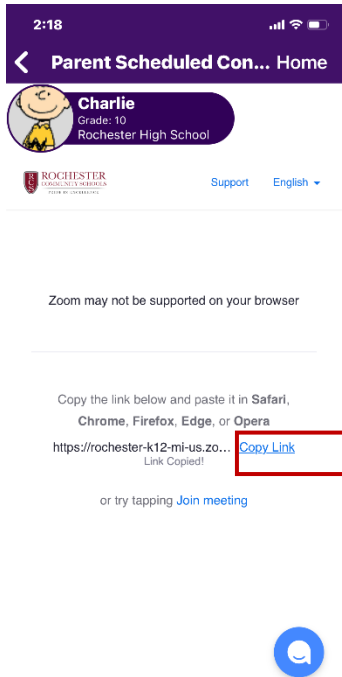 2:18
Parent Scheduled Con... Home
Charlie
Grade: 10
Rochester High School
ROCHESTER
COMMUNITY SCHOOLS
Support English
Zoom may not be supported on your browser
Copy the link below and paste it in Safari,
Chrome, Firefox, Edge, or Opera
https://rochester-k12-mi-us.zo... Copy Link
Link Copied!
or try tapping Join meeting